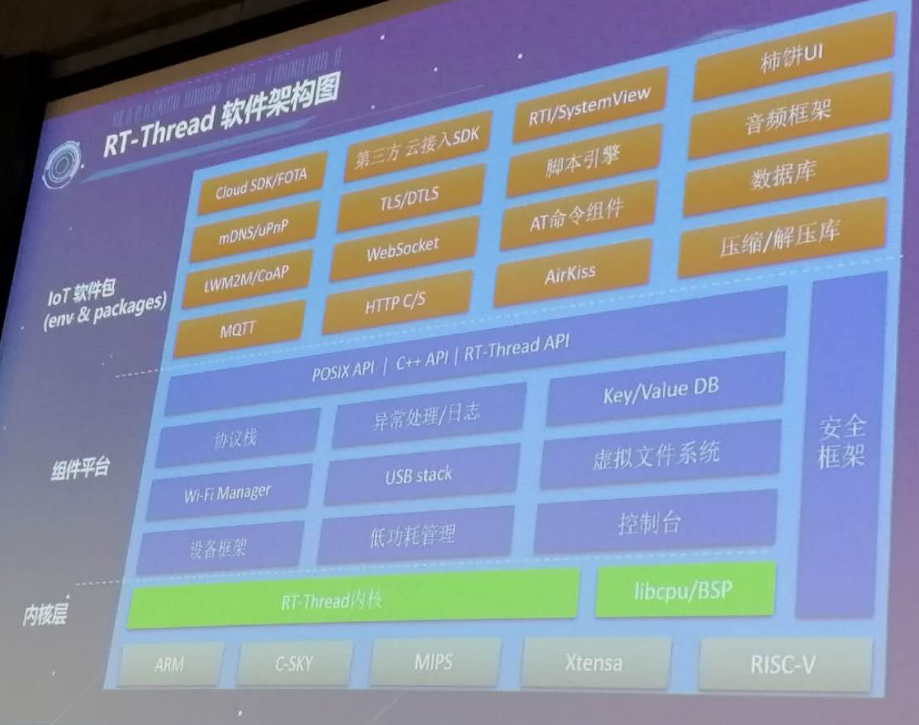 RT-Thread 软件架构图
IoT 软件包
(env & packages)
Cloud SDK/FOTA
第三方 云接入SDK
RTI/SystemView
柿饼UI
mDNS/uPnP
TLS/DTLS
脚本引擎
音频框架
LWM2M/CoAP
WebSocket
AT命令组件
数据库
MQTT
HTTP C/S
AirKiss
压缩/解压库
组件平台
POSIX API | C++ API | RT-Thread API
协议栈
异常处理/日志
Key/Value DB
Wi-Fi Manager
USB stack
虚拟文件系统
设备框架
低功耗管理
控制台
安全
框架
内核层
RT-Thread内核
libcpu/BSP
ARM
C-SKY
MIPS
Xtensa
RISC-V